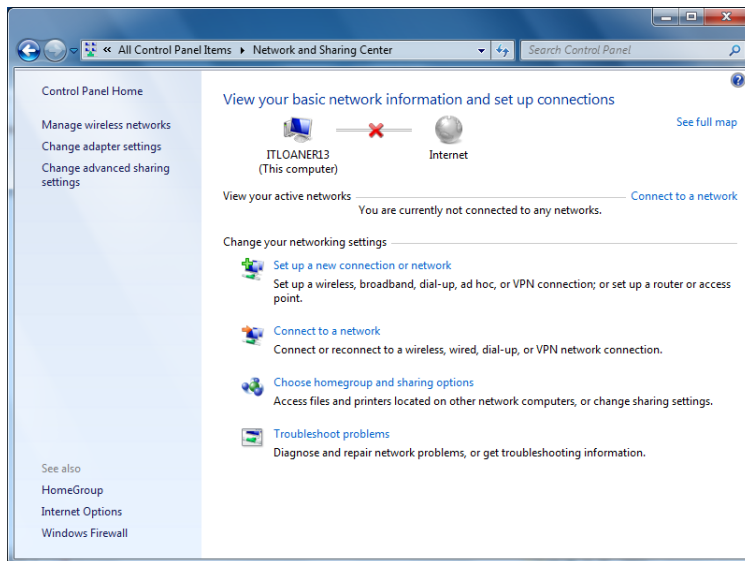 « All Control Panel Items Network and Sharing Center Search Control Panel
Control Panel Home
Manage wireless networks
Change adapter settings
Change advanced sharing
settings
View your basic network information and set up connections
See full map
ITLOANER13
(This computer)
Internet
View your active networks
Connect to a network
You are currently not connected to any networks.
Change your networking settings
Set up a new connection or network
Set up a wireless, broadband, dial-up, ad hoc, or VPN connection; or set up a router or access
point.
Connect to a network
Connect or reconnect to a wireless, wired, dial-up, or VPN network connection.
Choose homegroup and sharing options
Access files and printers located on other network computers, or change sharing settings.
Troubleshoot problems
Diagnose and repair network problems, or get troubleshooting information.
See also
HomeGroup
Internet Options
Windows Firewall